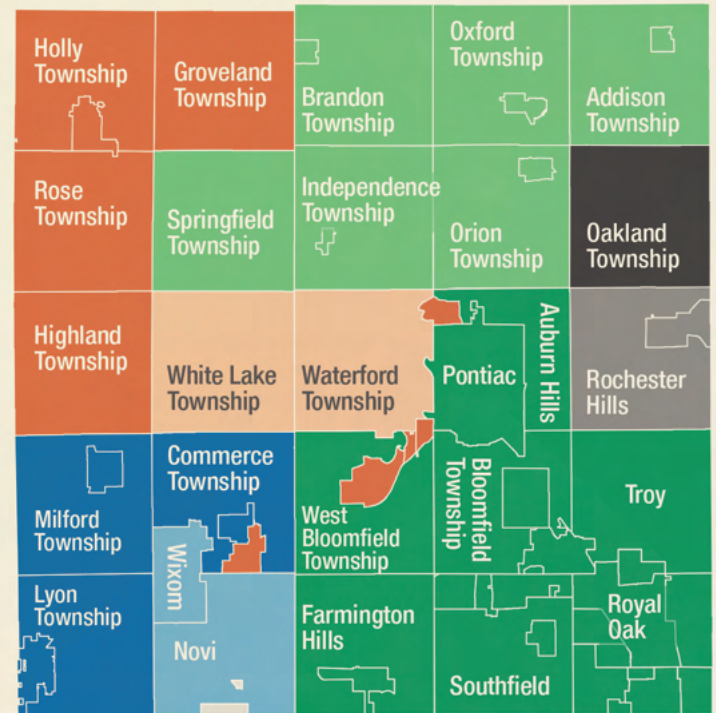 Holly
Township
Groveland
Township
Brandon
Township
Oxford
Township
Addison
Township
Rose
Township
Springfield
Township
Independence
Township
Orion
Township
Oakland
Township
Highland
Township
White Lake
Township
Waterford
Township
Pontiac
Auburn Hills
Rochester
Hills
Milford
Township
Commerce
Township
Wixom
West
Bloomfield
Township
Bloomfield
Township
Troy
Lyon
Township
Novi
Farmington
Hills
Southfield
Royal
Oak